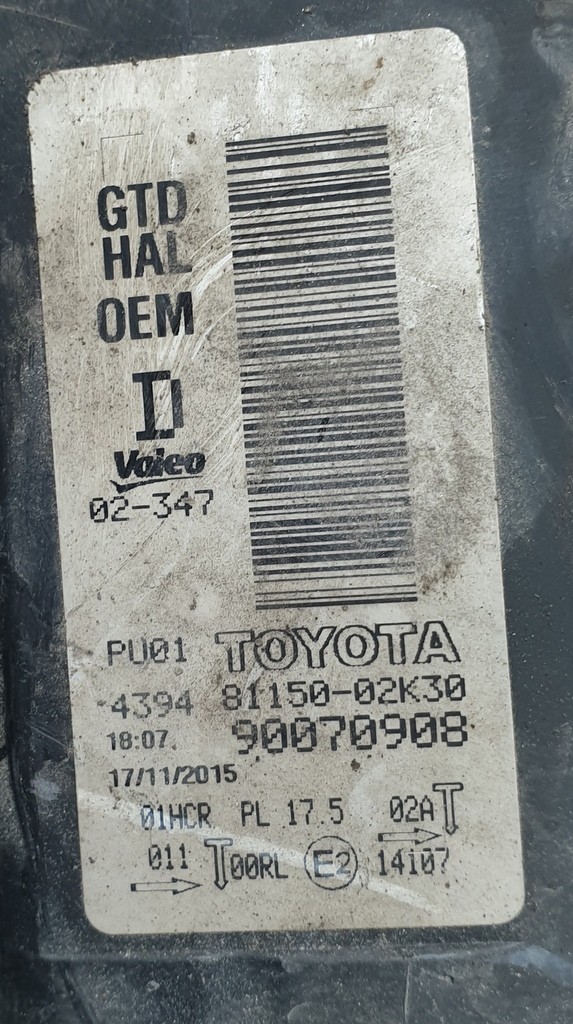 GTD
HAL
OEM
D
Valeo
02-347
PU01 TOYOTA
4394 81150-02K30
18:07 90070908
17/11/2015
01HCR PL 17.5 02A
011 00RL E2 14107